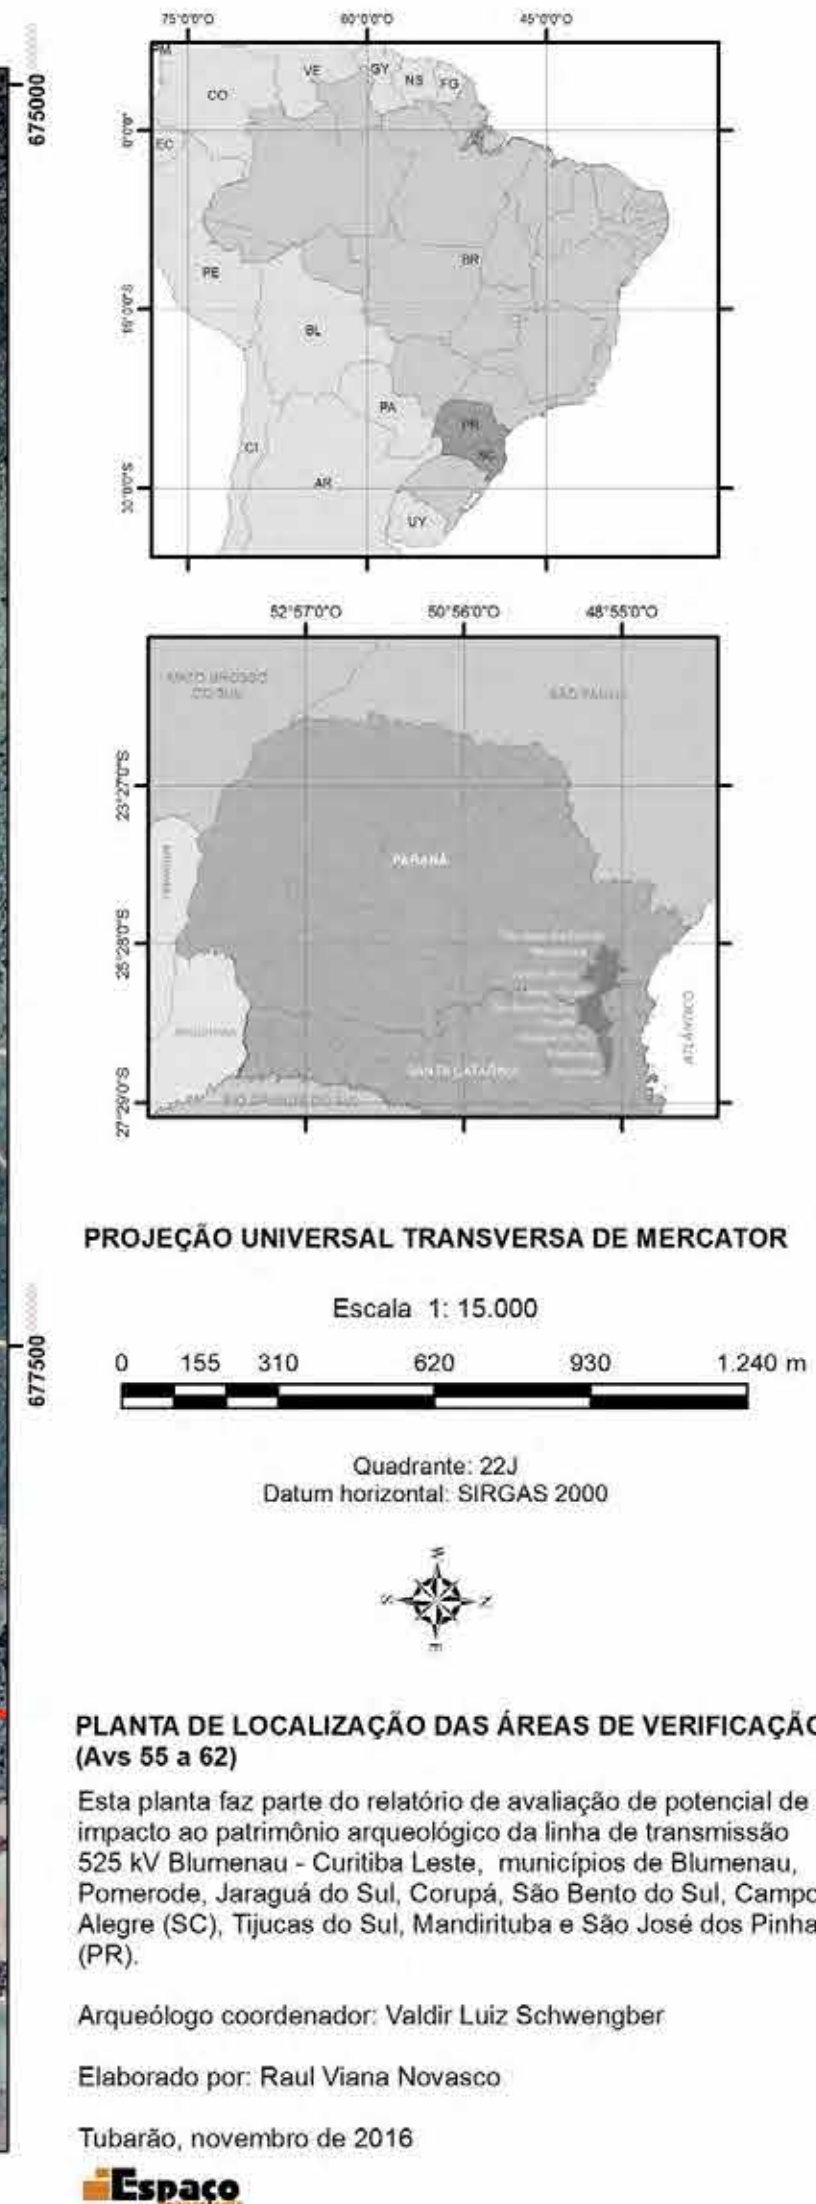 75°0'0"O 60°0'0"O 45°0'0"O
675000
VE
GY
NS
FG
CO
0°0'0"
EC
BR
PE
BL
PA
PR
CI
AR
UY
52°57'0"O 50°56'0"O 48°55'0"O
DO SUL
SÃO PAULO
23°27'0"S
PARANÁ
25°28'0"S
ATLÂNTICO
SANTA CATARINA
RIO GRANDE DO SUL
27°29'0"S
PROJEÇÃO UNIVERSAL TRANSVERSA DE MERCATOR
Escala 1: 15.000
677500
0 155 310 620 930 1.240 m
Quadrante: 22J
Datum horizontal: SIRGAS 2000
N
S
E
PLANTA DE LOCALIZAÇÃO DAS ÁREAS DE VERIFICAÇÃO
(Avs 55 a 62)
Esta planta faz parte do relatório de avaliação de potencial de
impacto ao patrimônio arqueológico da linha de transmissão
525 kV Blumenau - Curitiba Leste, municípios de Blumenau,
Pomerode, Jaraguá do Sul, Corupá, São Bento do Sul, Campo
Alegre (SC), Tijucas do Sul, Mandirituba e São José dos Pinha
(PR).
Arqueólogo coordenador: Valdir Luiz Schwengber
Elaborado por: Raul Viana Novasco
Tubarão, novembro de 2016
Espaço